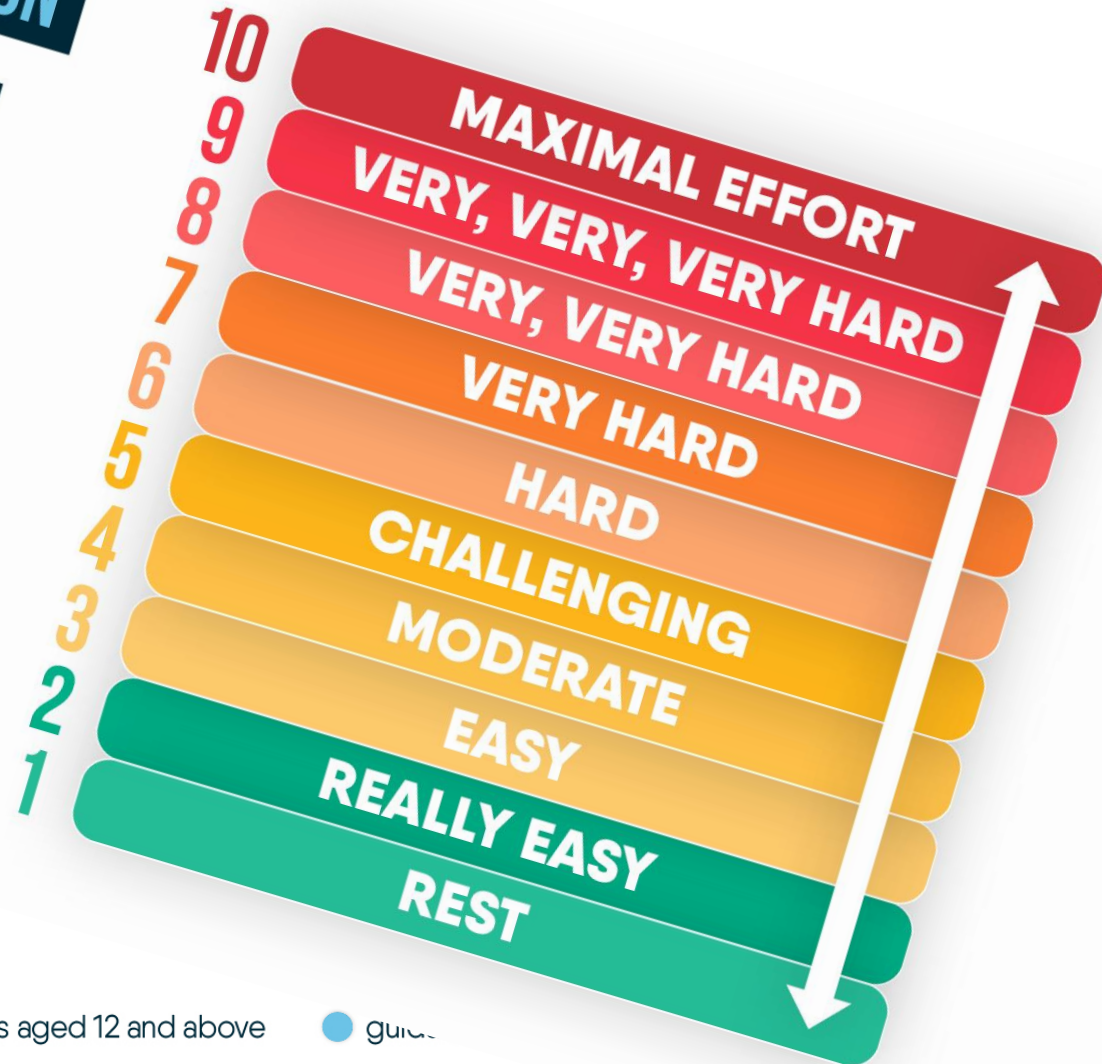 10 MAXIMAL EFFORT
9 VERY, VERY, VERY HARD
8 VERY, VERY HARD
7 VERY HARD
6 HARD
5 CHALLENGING
4 MODERATE
3 EASY
2 REALLY EASY
1 REST
aged 12 and above